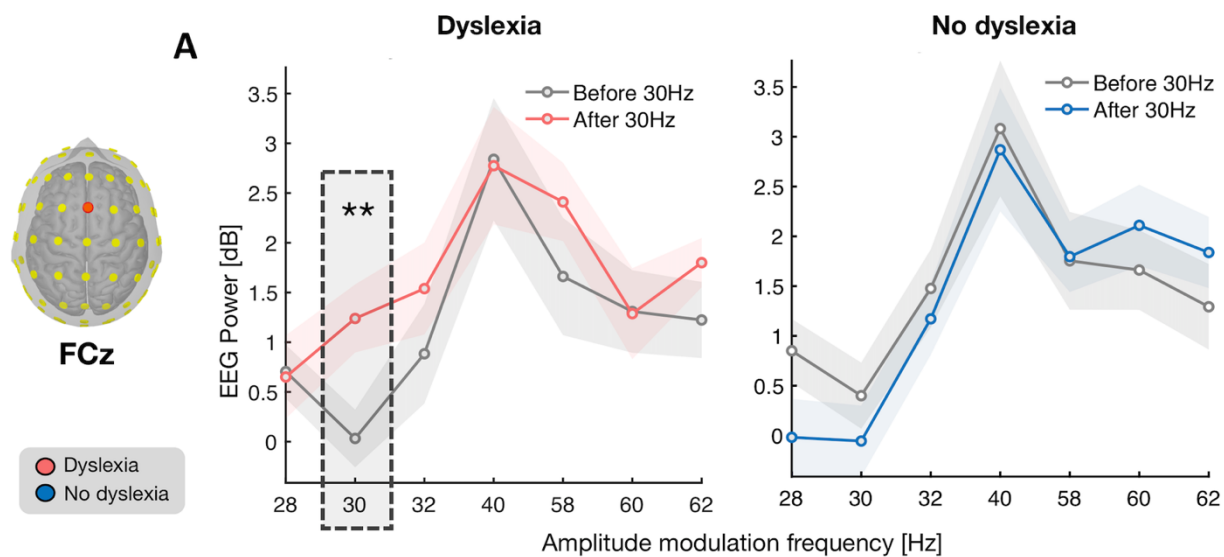 A
Dyslexia
No dyslexia
Before 30Hz
After 30Hz
Before 30Hz
After 30Hz
**
FCz
Dyslexia
No dyslexia
EEG Power [dB]
3.5
3
2.5
2
1.5
1
0.5
0
28 30 32 40 58 60 62
3.5
3
2.5
2
1.5
1
0.5
0
28 30 32 40 58 60 62
Amplitude modulation frequency [Hz]